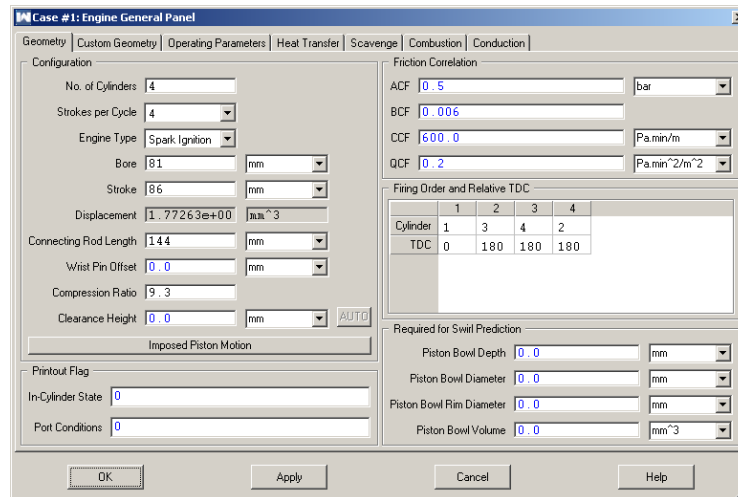 Case #1: Engine General Panel
Geometry Custom Geometry Operating Parameters Heat Transfer Scavenge Combustion Conduction
Configuration
No. of Cylinders 4
Strokes per Cycle 4
Engine Type Spark Ignition
Bore 81 mm
Stroke 86 mm
Displacement 1.77263e+00 mm^3
Connecting Rod Length 144 mm
Wrist Pin Offset 0.0 mm
Compression Ratio 9.3
Clearance Height 0.0 mm AUTO
Imposed Piston Motion
Printout Flag
In-Cylinder State 0
Port Conditions 0
Friction Correlation
ACF 0.5 bar
BCF 0.006
CCF 600.0 Pa.min/m
QCF 0.2 Pa.min^2/m^2
Firing Order and Relative TDC
1 2 3 4
Cylinder 1 3 4 2
TDC 0 180 180 180
Required for Swirl Prediction
Piston Bowl Depth 0.0 mm
Piston Bowl Diameter 0.0 mm
Piston Bowl Rim Diameter 0.0 mm
Piston Bowl Volume 0.0 mm^3
OK Apply Cancel Help